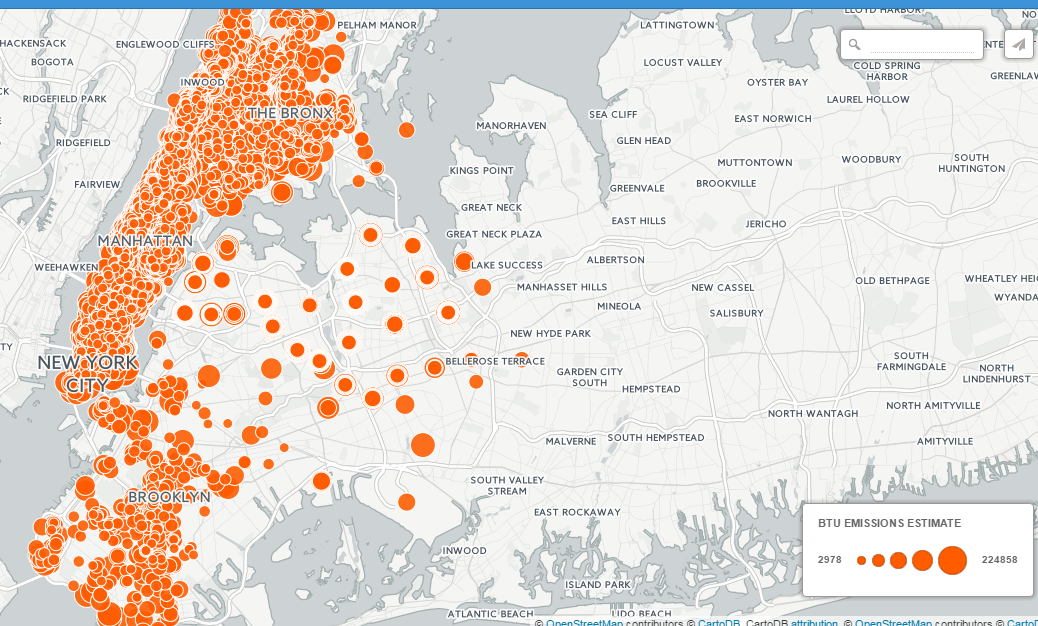 LLOYD HARBOR
PELHAM MANOR
LATTINGTOWN
HACKENSACK
ENGLEWOOD CLIFFS
BOGOTA
LOCUST VALLEY
COLD SPRING
HARBOR
INWOOD
OYSTER BAY
RIDGEFIELD PARK
LAUREL HOLLOW
THE BRONX
SEA CLIFF
EAST NORWICH
MANORHAVEN
RIDGEFIELD
GLEN HEAD
MUTTONTOWN
WOODBURY
SOUTH
HUNTINGTON
KINGS POINT
FAIRVIEW
GREENVALE
BROOKVILLE
GREAT NECK
EAST HILLS
JERICHO
GREAT NECK PLAZA
MANHATTAN
WEEHAWKEN
LAKE SUCCESS
ALBERTSON
OLD BETHPAGE
WHEATLEY HEI
MANHASSET HILLS
NEW CASSEL
WYANDA
MINEOLA
SALISBURY
NEW HYDE PARK
NEW YORK
CITY
BELLEROSE TERRACE
GARDEN CITY
SOUTH
SOUTH
FARMINGDALE
NORTH
LINDENHURST
HEMPSTEAD
NORTH AMITYVILLE
NORTH WANTAGH
MALVERNE
SOUTH HEMPSTEAD
AMITYVILLE
SOUTH VALLEY
STREAM
BROOKLYN
EAST ROCKAWAY
BTU EMISSIONS ESTIMATE
2978
224858
INWOOD
ISLAND PARK
ATLANTIC BEACH
LIDO BEACH
© OpenStreetMap contributors © CartoDB, CartoDB attribution, © OpenStreetMap contributors © CartoD